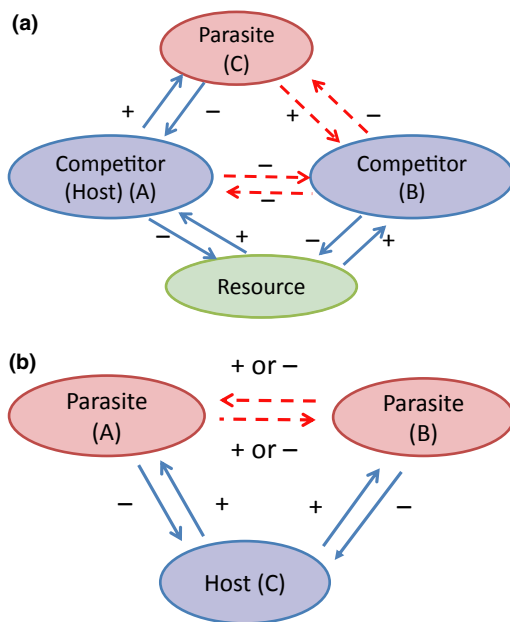 (a)
Parasite
(C)
+
−
+
−
Competitor
(Host) (A)
−
−
Competitor
(B)
−
+
−
+
Resource
(b)
+ or −
Parasite
(A)
Parasite
(B)
+ or −
−
+
+
−
Host (C)